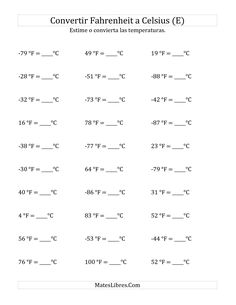 Convertir Fahrenheit a Celsius (E)
Estime o convierta las temperaturas.
-79 °F = ____°C 49 °F = ____°C 19 °F = ____°C
-28 °F = ____°C -51 °F = ____°C -88 °F = ____°C
-32 °F = ____°C -73 °F = ____°C -42 °F = ____°C
16 °F = ____°C 78 °F = ____°C -87 °F = ____°C
-38 °F = ____°C -77 °F = ____°C 23 °F = ____°C
-30 °F = ____°C 64 °F = ____°C -79 °F = ____°C
40 °F = ____°C -86 °F = ____°C 31 °F = ____°C
4 °F = ____°C 83 °F = ____°C 52 °F = ____°C
-56 °F = ____°C -53 °F = ____°C -44 °F = ____°C
76 °F = ____°C 100 °F = ____°C 52 °F = ____°C
MatesLibres.Com